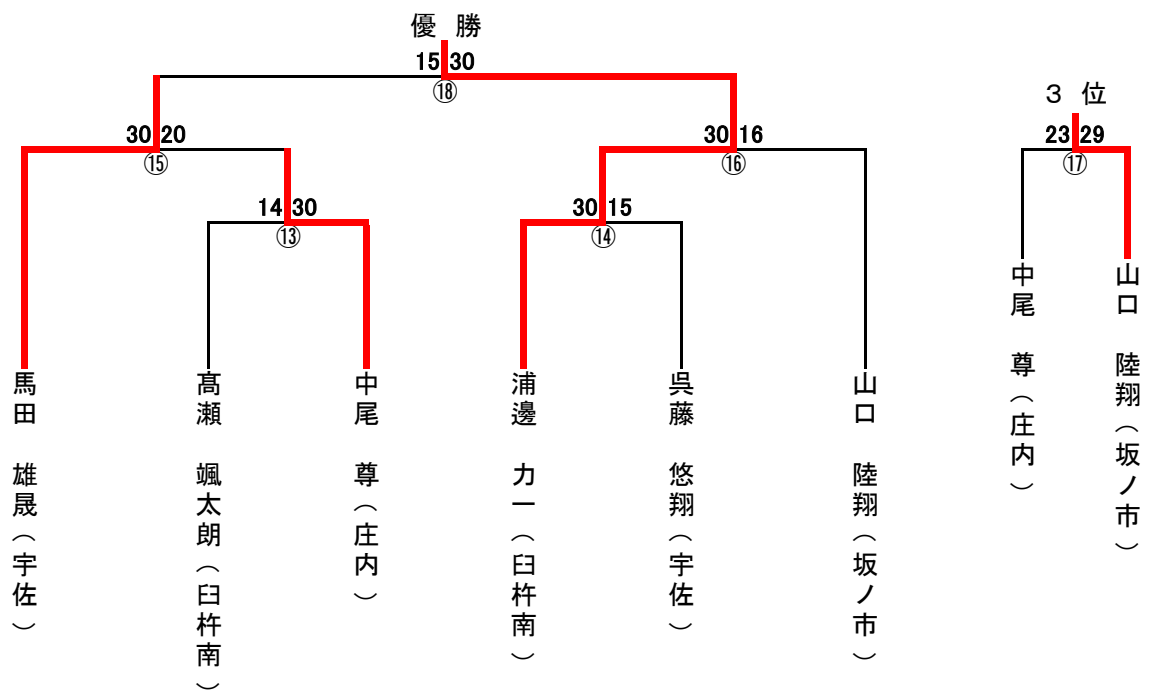 優 勝
15 30
⑱
3 位
30 20
⑮
30 16
⑯
23 29
⑰
14 30
⑬
30 15
⑭
馬田 雄晟(宇佐)
髙瀬 颯太朗(臼杵南)
中尾 尊(庄内)
浦邊 力一(臼杵南)
呉藤 悠翔(宇佐)
山口 陸翔(坂ノ市)
中尾 尊(庄内)
山口 陸翔(坂ノ市)